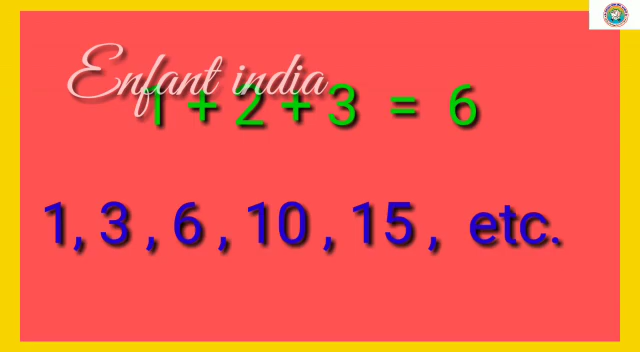 Enfant india
1 + 2 + 3 = 6
1, 3 , 6 , 10 , 15 , etc.